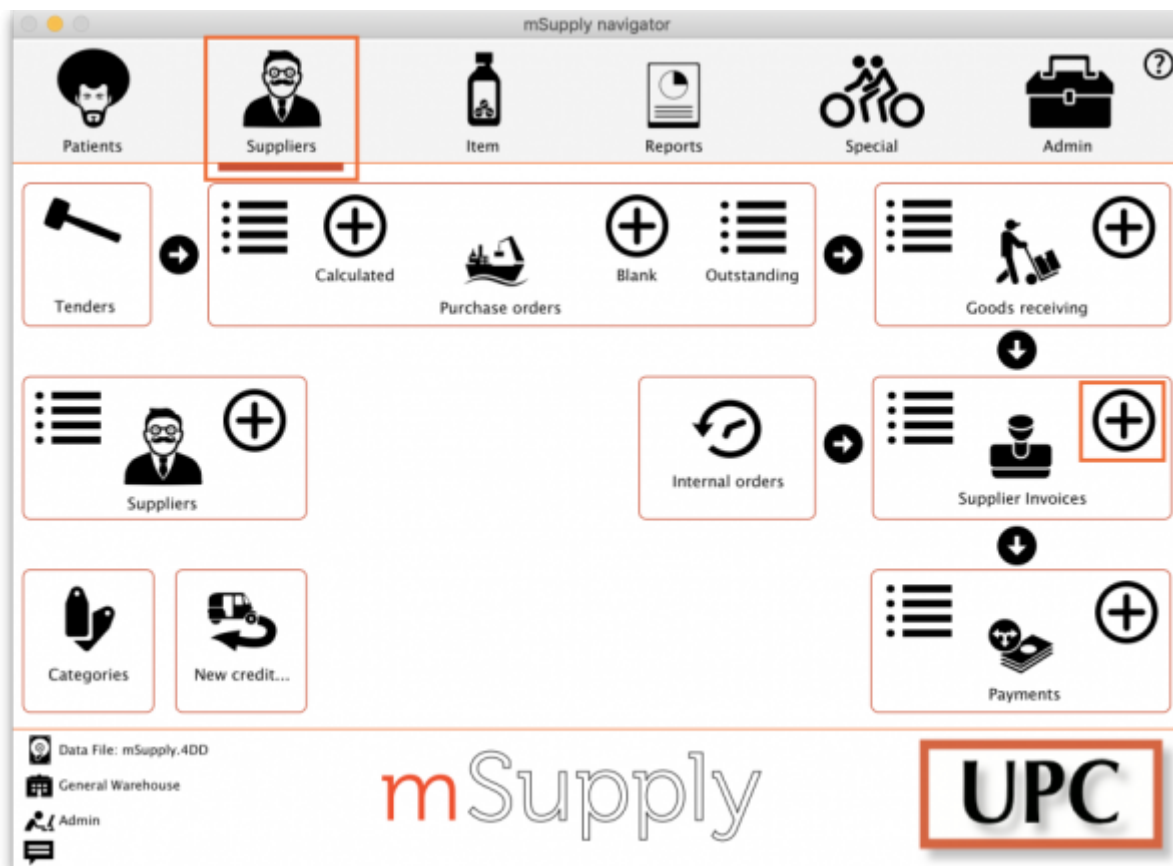 mSupply navigator
?
Patients
Suppliers
Item
Reports
Special
Admin
Tenders
Calculated
Blank
Outstanding
Purchase orders
Goods receiving
Suppliers
Internal orders
Supplier Invoices
Categories
New credit...
Payments
Data File: mSupply.4DD
General Warehouse
Admin
mSupply
UPC